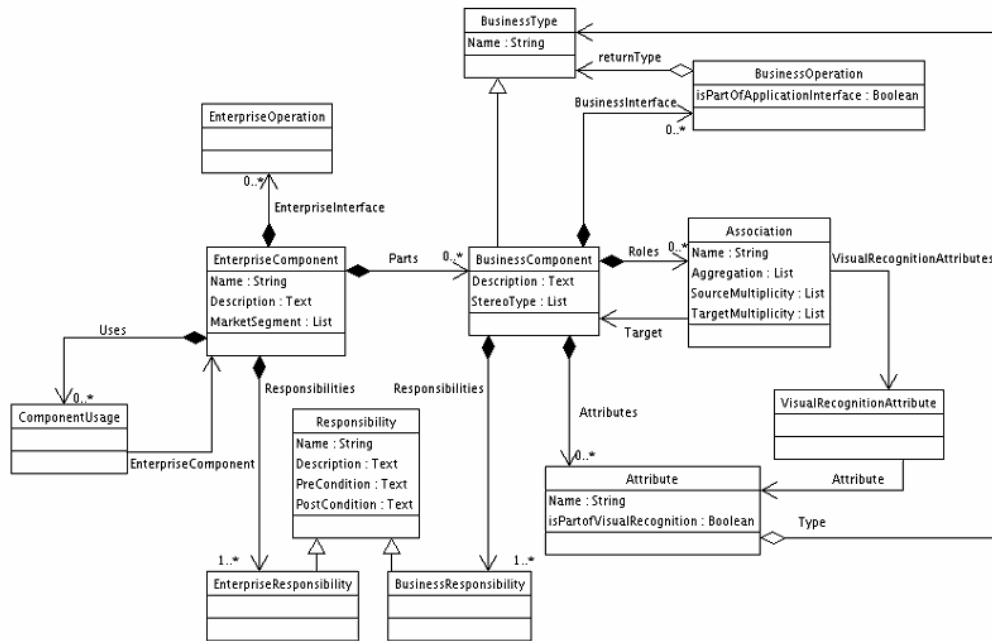 BusinessType
Name : String
returnType
BusinessOperation
isPartOfApplicationInterface : Boolean
BusinessInterface
0..*
EnterpriseOperation
0..*
EnterpriseInterface
EnterpriseComponent
Name : String
Description : Text
MarketSegment : List
Parts
0..*
BusinessComponent
Description : Text
StereoType : List
Roles
0..*
Association
Name : String
Aggregation : List
SourceMultiplicity : List
TargetMultiplicity : List
VisualRecognitionAttributes
Target
Uses
0..*
ComponentUsage
EnterpriseComponent
Responsibilities
Responsibilities
Responsibility
Name : String
Description : Text
PreCondition : Text
PostCondition : Text
Attributes
0..*
VisualRecognitionAttribute
Attribute
Attribute
Name : String
isPartofVisualRecognition : Boolean
Type
1..*
EnterpriseResponsibility
1..*
BusinessResponsibility